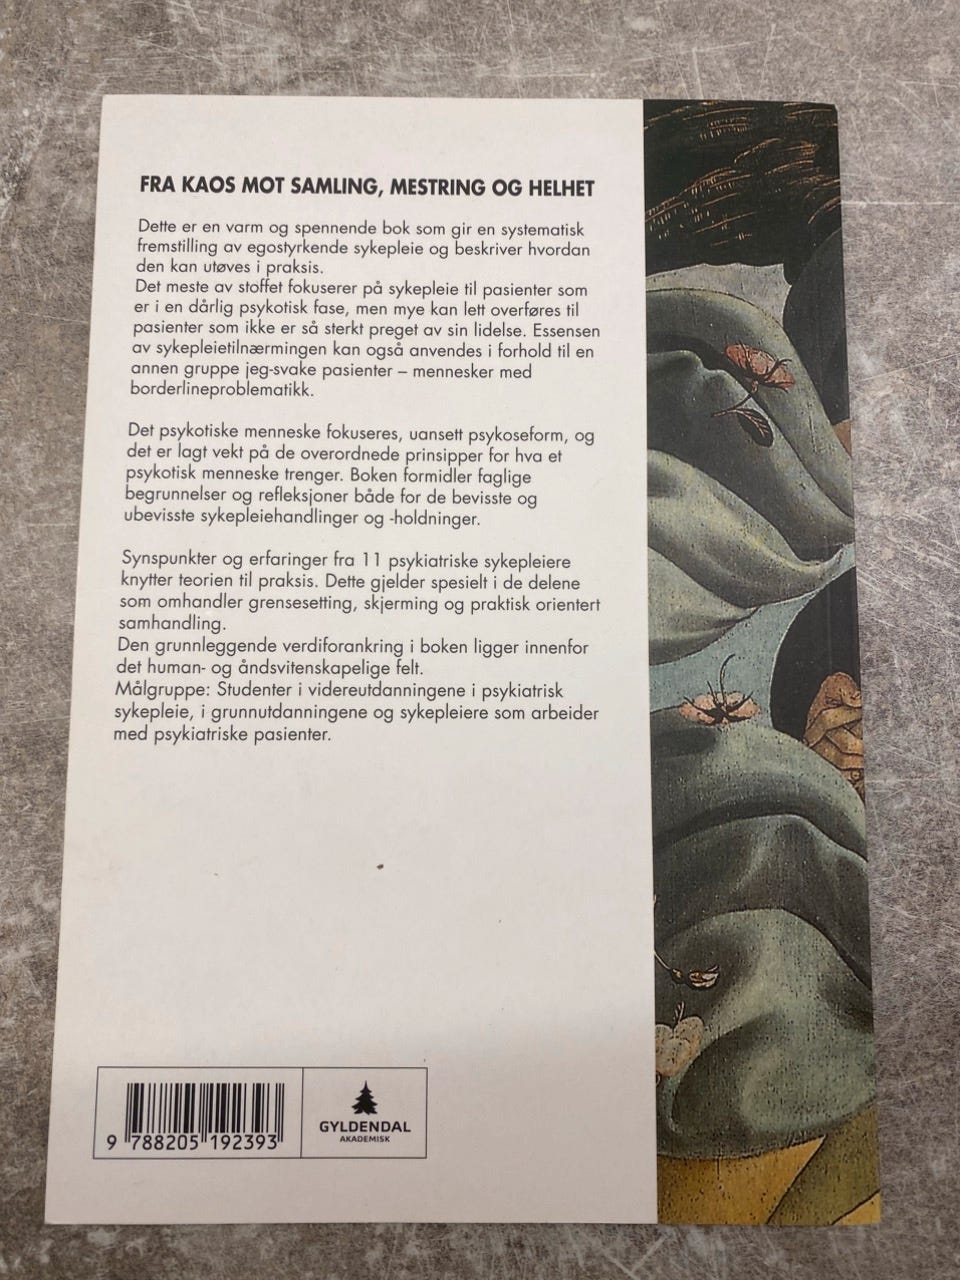 FRA KAOS MOT SAMLING, MESTRING OG HELHET
Dette er en varm og spennende bok som gir en systematisk
fremstilling av egostyrkende sykepleie og beskriver hvordan
den kan utøves i praksis.
Det meste av stoffet fokuserer på sykepleie til pasienter som
er i en dårlig psykotisk fase, men mye kan lett overføres til
pasienter som ikke er så sterkt preget av sin lidelse. Essensen
av sykepleietilnærmingen kan også anvendes i forhold til en
annen gruppe jeg-svake pasienter – mennesker med
borderlineproblematikk.
Det psykotiske menneske fokuseres, uansett psykoseform, og
det er lagt vekt på de overordnede prinsipper for hva et
psykotisk menneske trenger. Boken formidler faglige
begrunnelser og refleksjoner både for de bevisste og
ubevisste sykepleiehandlinger og -holdninger.
Synspunkter og erfaringer fra 11 psykiatriske sykepleiere
knytter teorien til praksis. Dette gjelder spesielt i de delene
som omhandler grensesetting, skjerming og praktisk orientert
samhandling.
Den grunnleggende verdiforankring i boken ligger innenfor
det human- og åndsvitenskapelige felt.
Målgruppe: Studenter i videreutdanningene i psykiatrisk
sykepleie, i grunnutdanningene og sykepleiere som arbeider
med psykiatriske pasienter.
9 788205 192393
GYLDENDAL
AKADEMISK